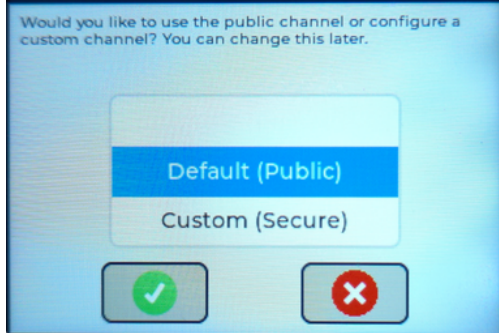 Would you like to use the public channel or configure a
custom channel? You can change this later.
Default (Public)
Custom (Secure)